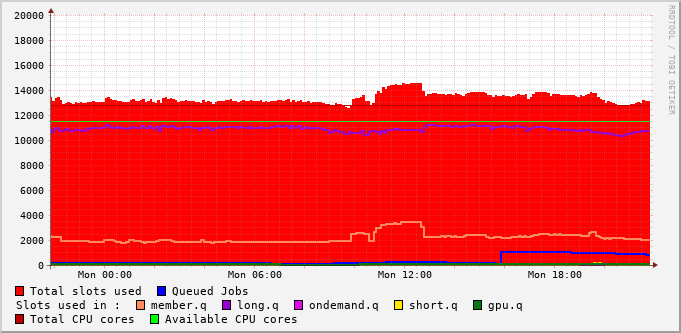 20000
18000
16000
14000
12000
10000
8000
6000
4000
2000
0
Mon 00:00 Mon 06:00 Mon 12:00 Mon 18:00
RRDTOOL / TOBI OETIKER
Total slots used Queued Jobs
Slots used in : member.q long.q ondemand.q short.q gpu.q
Total CPU cores Available CPU cores